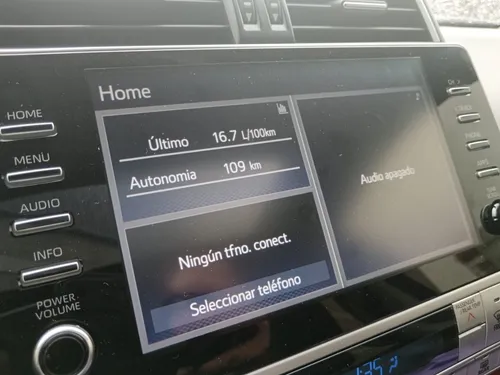 Home
HOME
MENU
AUDIO
INFO
POWER
VOLUME
Último 16.7 L/100km
Autonomia 109 km
Ningún tfno. conect.
Seleccionar teléfono
Audio apagado